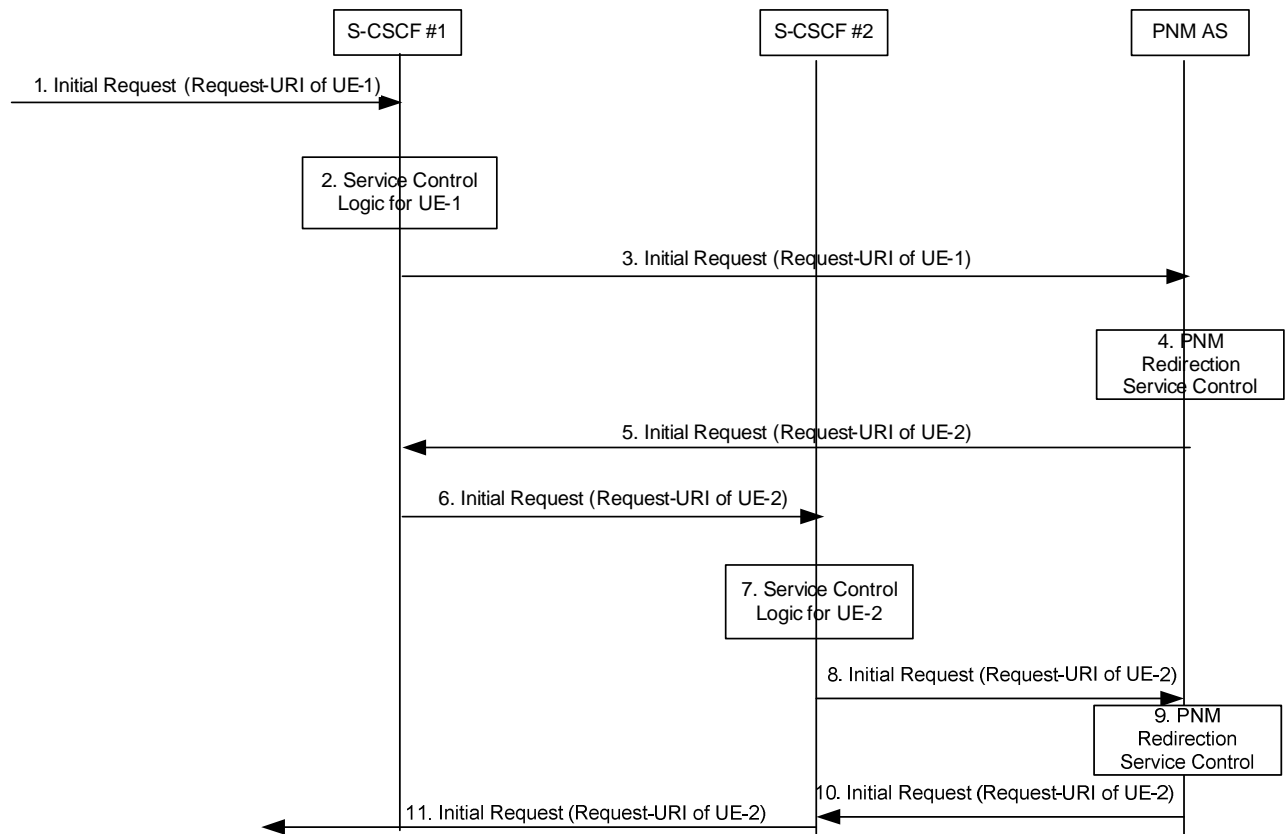 S-CSCF #1
S-CSCF #2
PNM AS
1. Initial Request (Request-URI of UE-1)
2. Service Control
Logic for UE-1
3. Initial Request (Request-URI of UE-1)
4. PNM
Redirection
Service Control
5. Initial Request (Request-URI of UE-2)
6. Initial Request (Request-URI of UE-2)
7. Service Control
Logic for UE-2
8. Initial Request (Request-URI of UE-2)
9. PNM
Redirection
Service Control
10. Initial Request (Request-URI of UE-2)
11. Initial Request (Request-URI of UE-2)